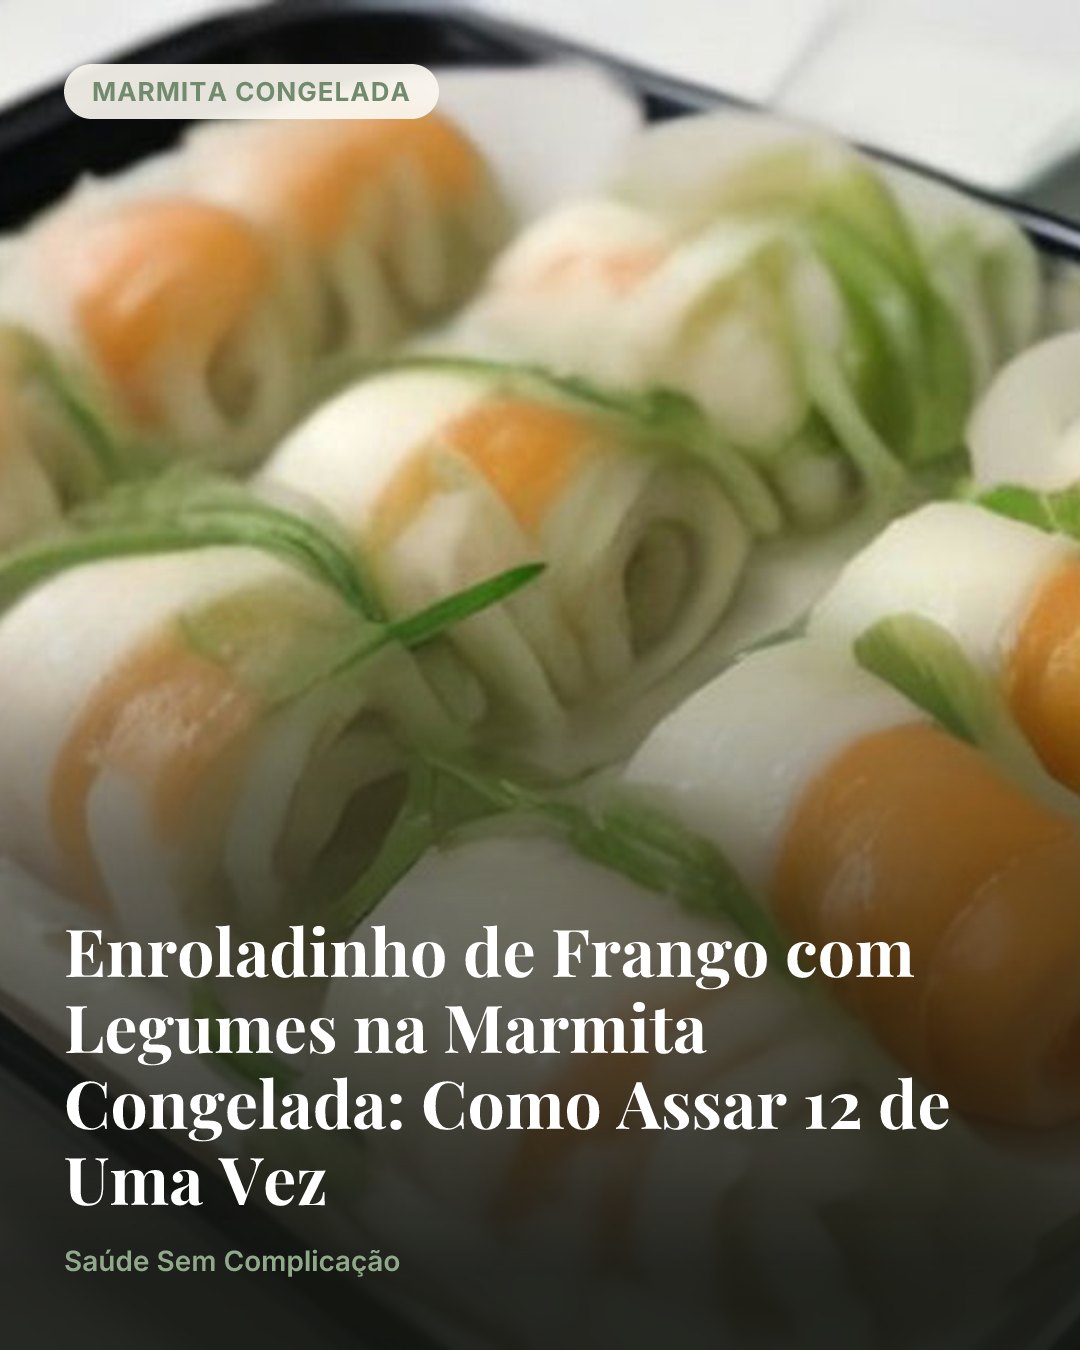 MARMITA CONGELADA
Enroladinho de Frango com
Legumes na Marmita
Congelada: Como Assar 12 de
Uma Vez
Saúde Sem Complicação